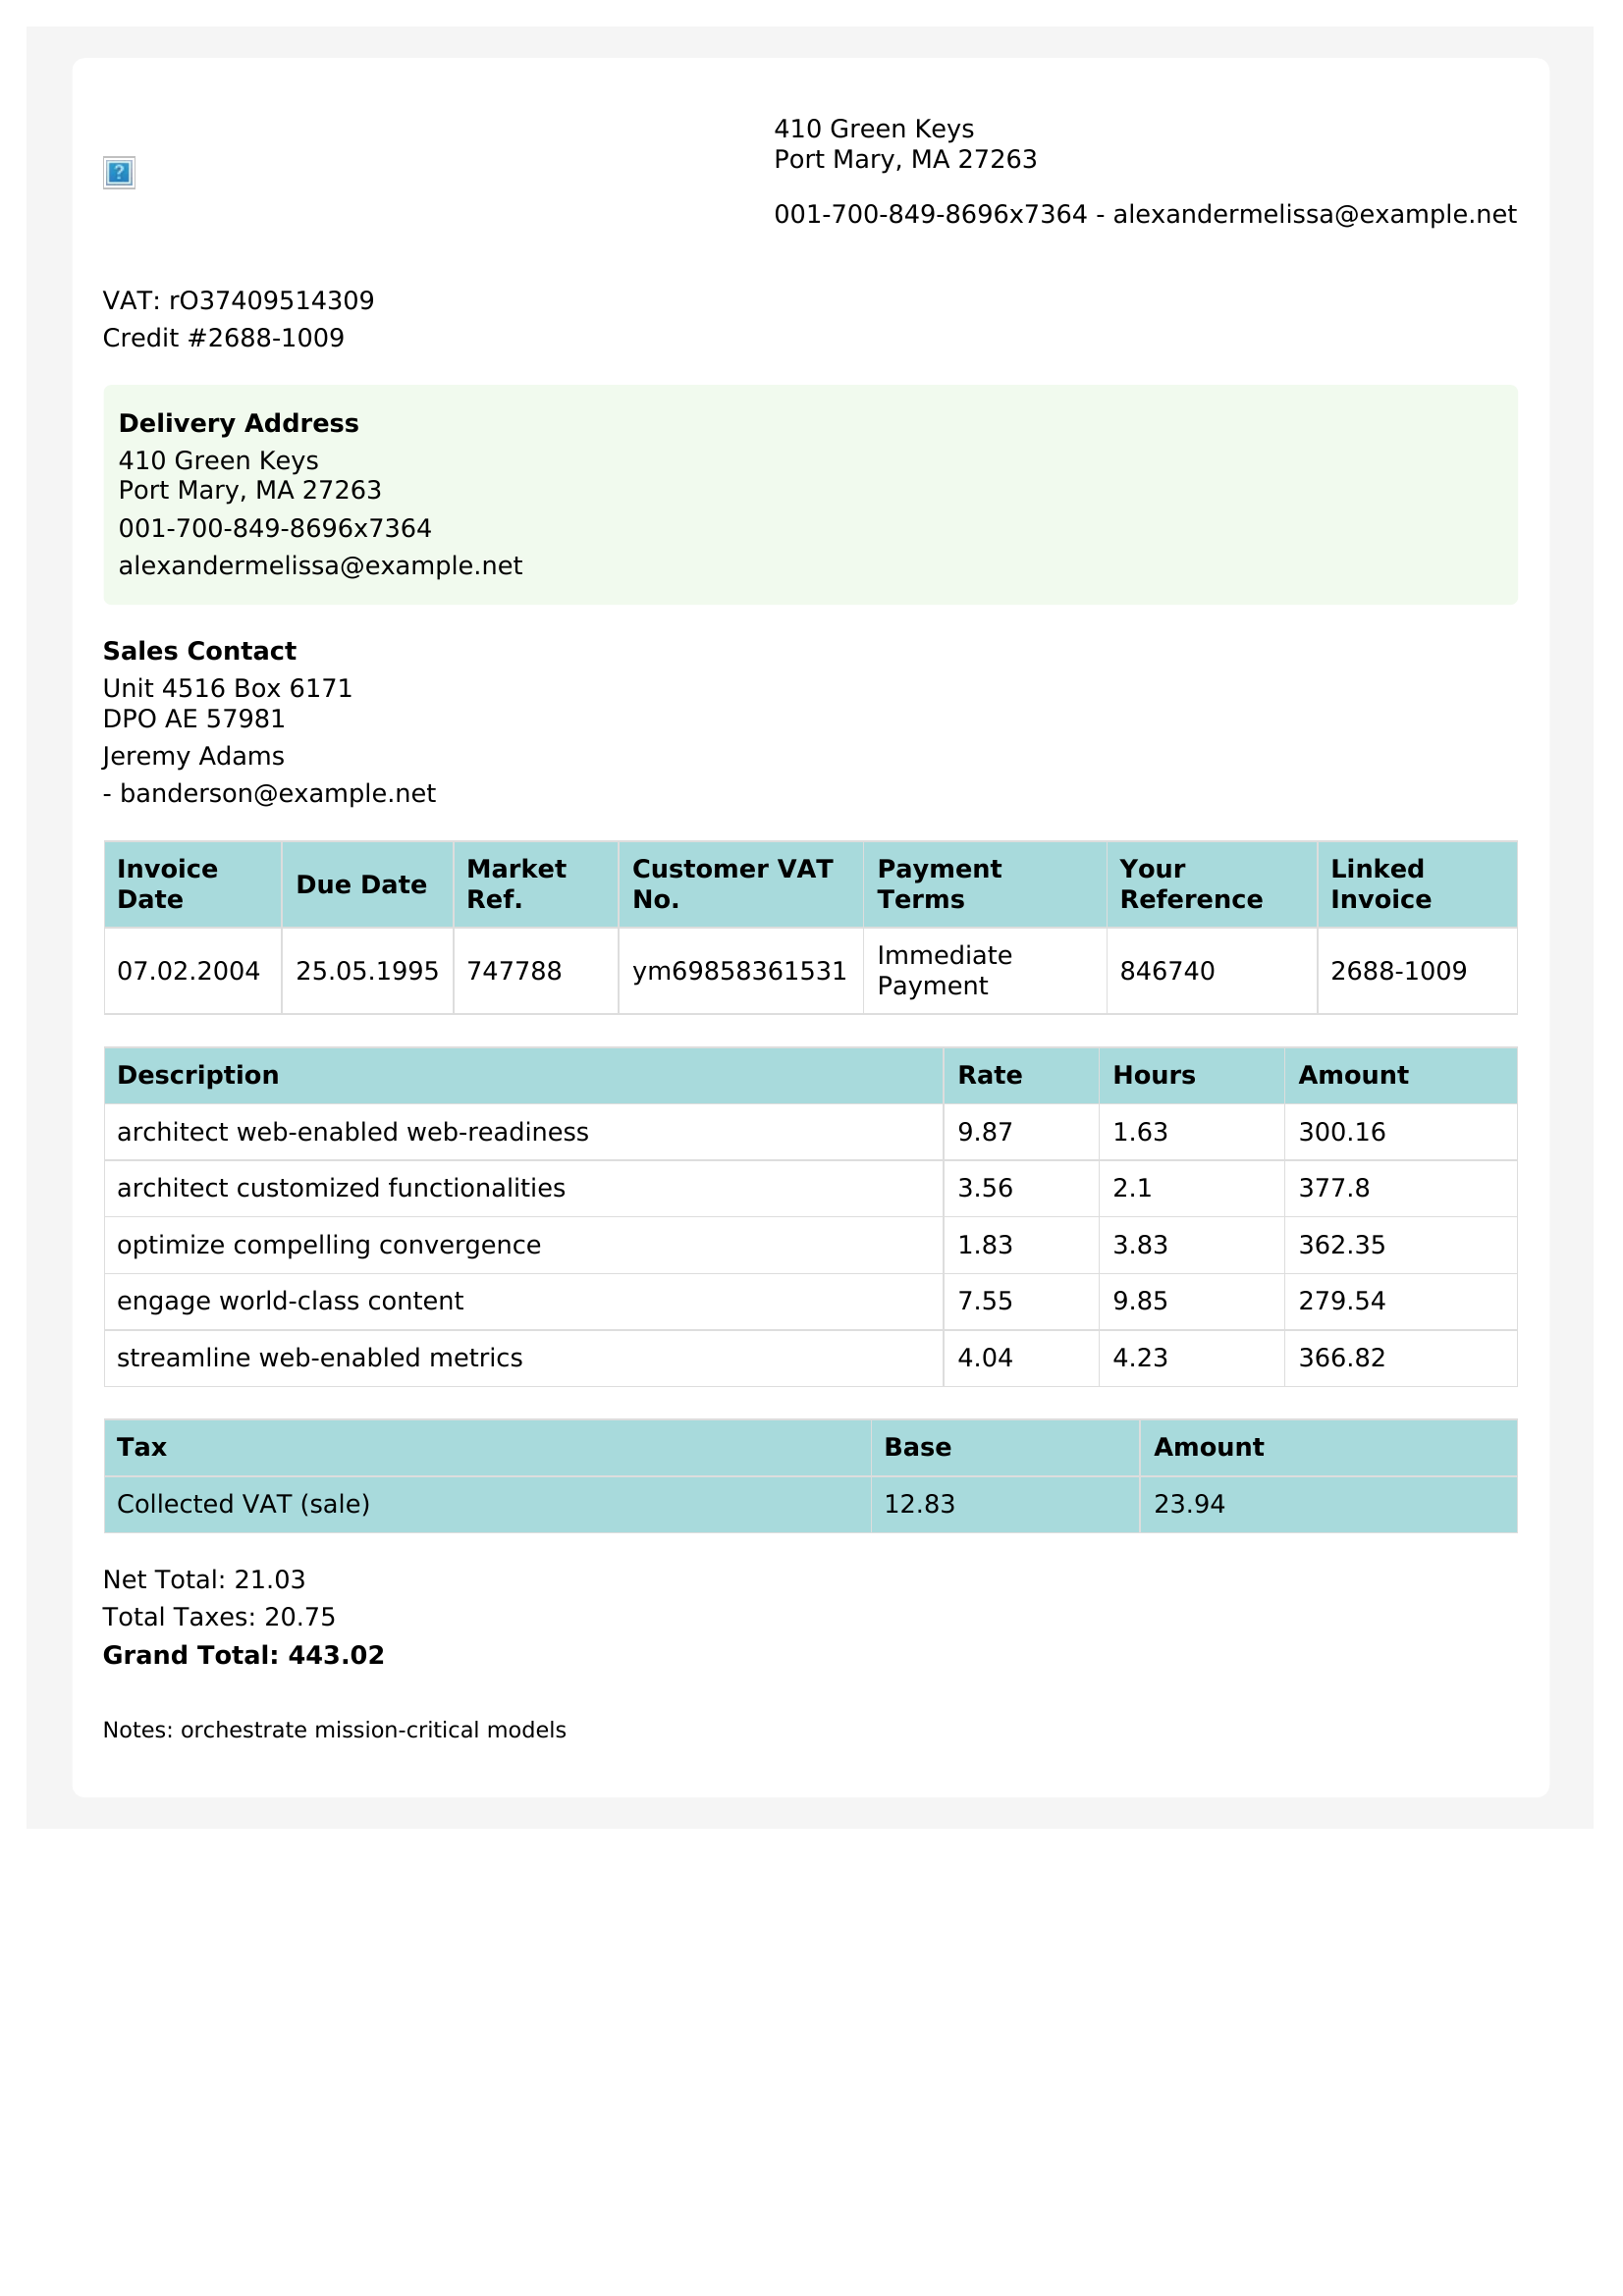 410 Green Keys
Port Mary, MA 27263
001-700-849-8696x7364 - alexandermelissa@example.net
VAT: rO37409514309
Credit #2688-1009
Delivery Address
410 Green Keys
Port Mary, MA 27263
001-700-849-8696x7364
alexandermelissa@example.net
Sales Contact
Unit 4516 Box 6171
DPO AE 57981
Jeremy Adams
- banderson@example.net
Invoice Date Due Date Market Ref. Customer VAT No. Payment Terms Your Reference Linked Invoice
07.02.2004 25.05.1995 747788 ym69858361531 Immediate Payment 846740 2688-1009
Description Rate Hours Amount
architect web-enabled web-readiness 9.87 1.63 300.16
architect customized functionalities 3.56 2.1 377.8
optimize compelling convergence 1.83 3.83 362.35
engage world-class content 7.55 9.85 279.54
streamline web-enabled metrics 4.04 4.23 366.82
Tax Base Amount
Collected VAT (sale) 12.83 23.94
Net Total: 21.03
Total Taxes: 20.75
Grand Total: 443.02
Notes: orchestrate mission-critical models